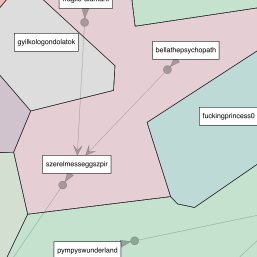 gyilkologondolatok
bellathepsychopath
fuckingprincess0
szerelmesseggszpir
pympyswunderland